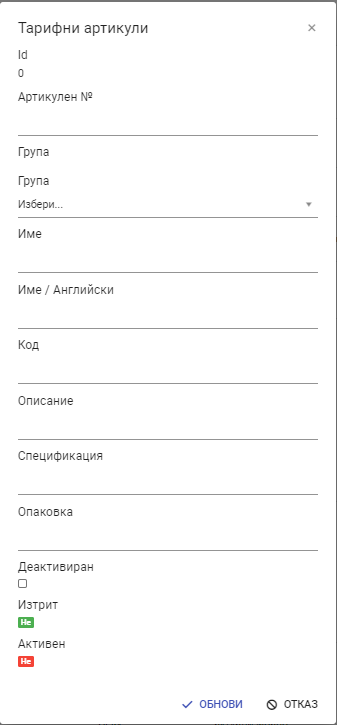 Тарифни артикули
Id
0
Артикулен №
Група
Група
Избери...
Име
Име / Английски
Код
Описание
Спецификация
Опаковка
Деактивиран
Изтрит
Не
Активен
Не
ОБНОВИ ОТКАЗ